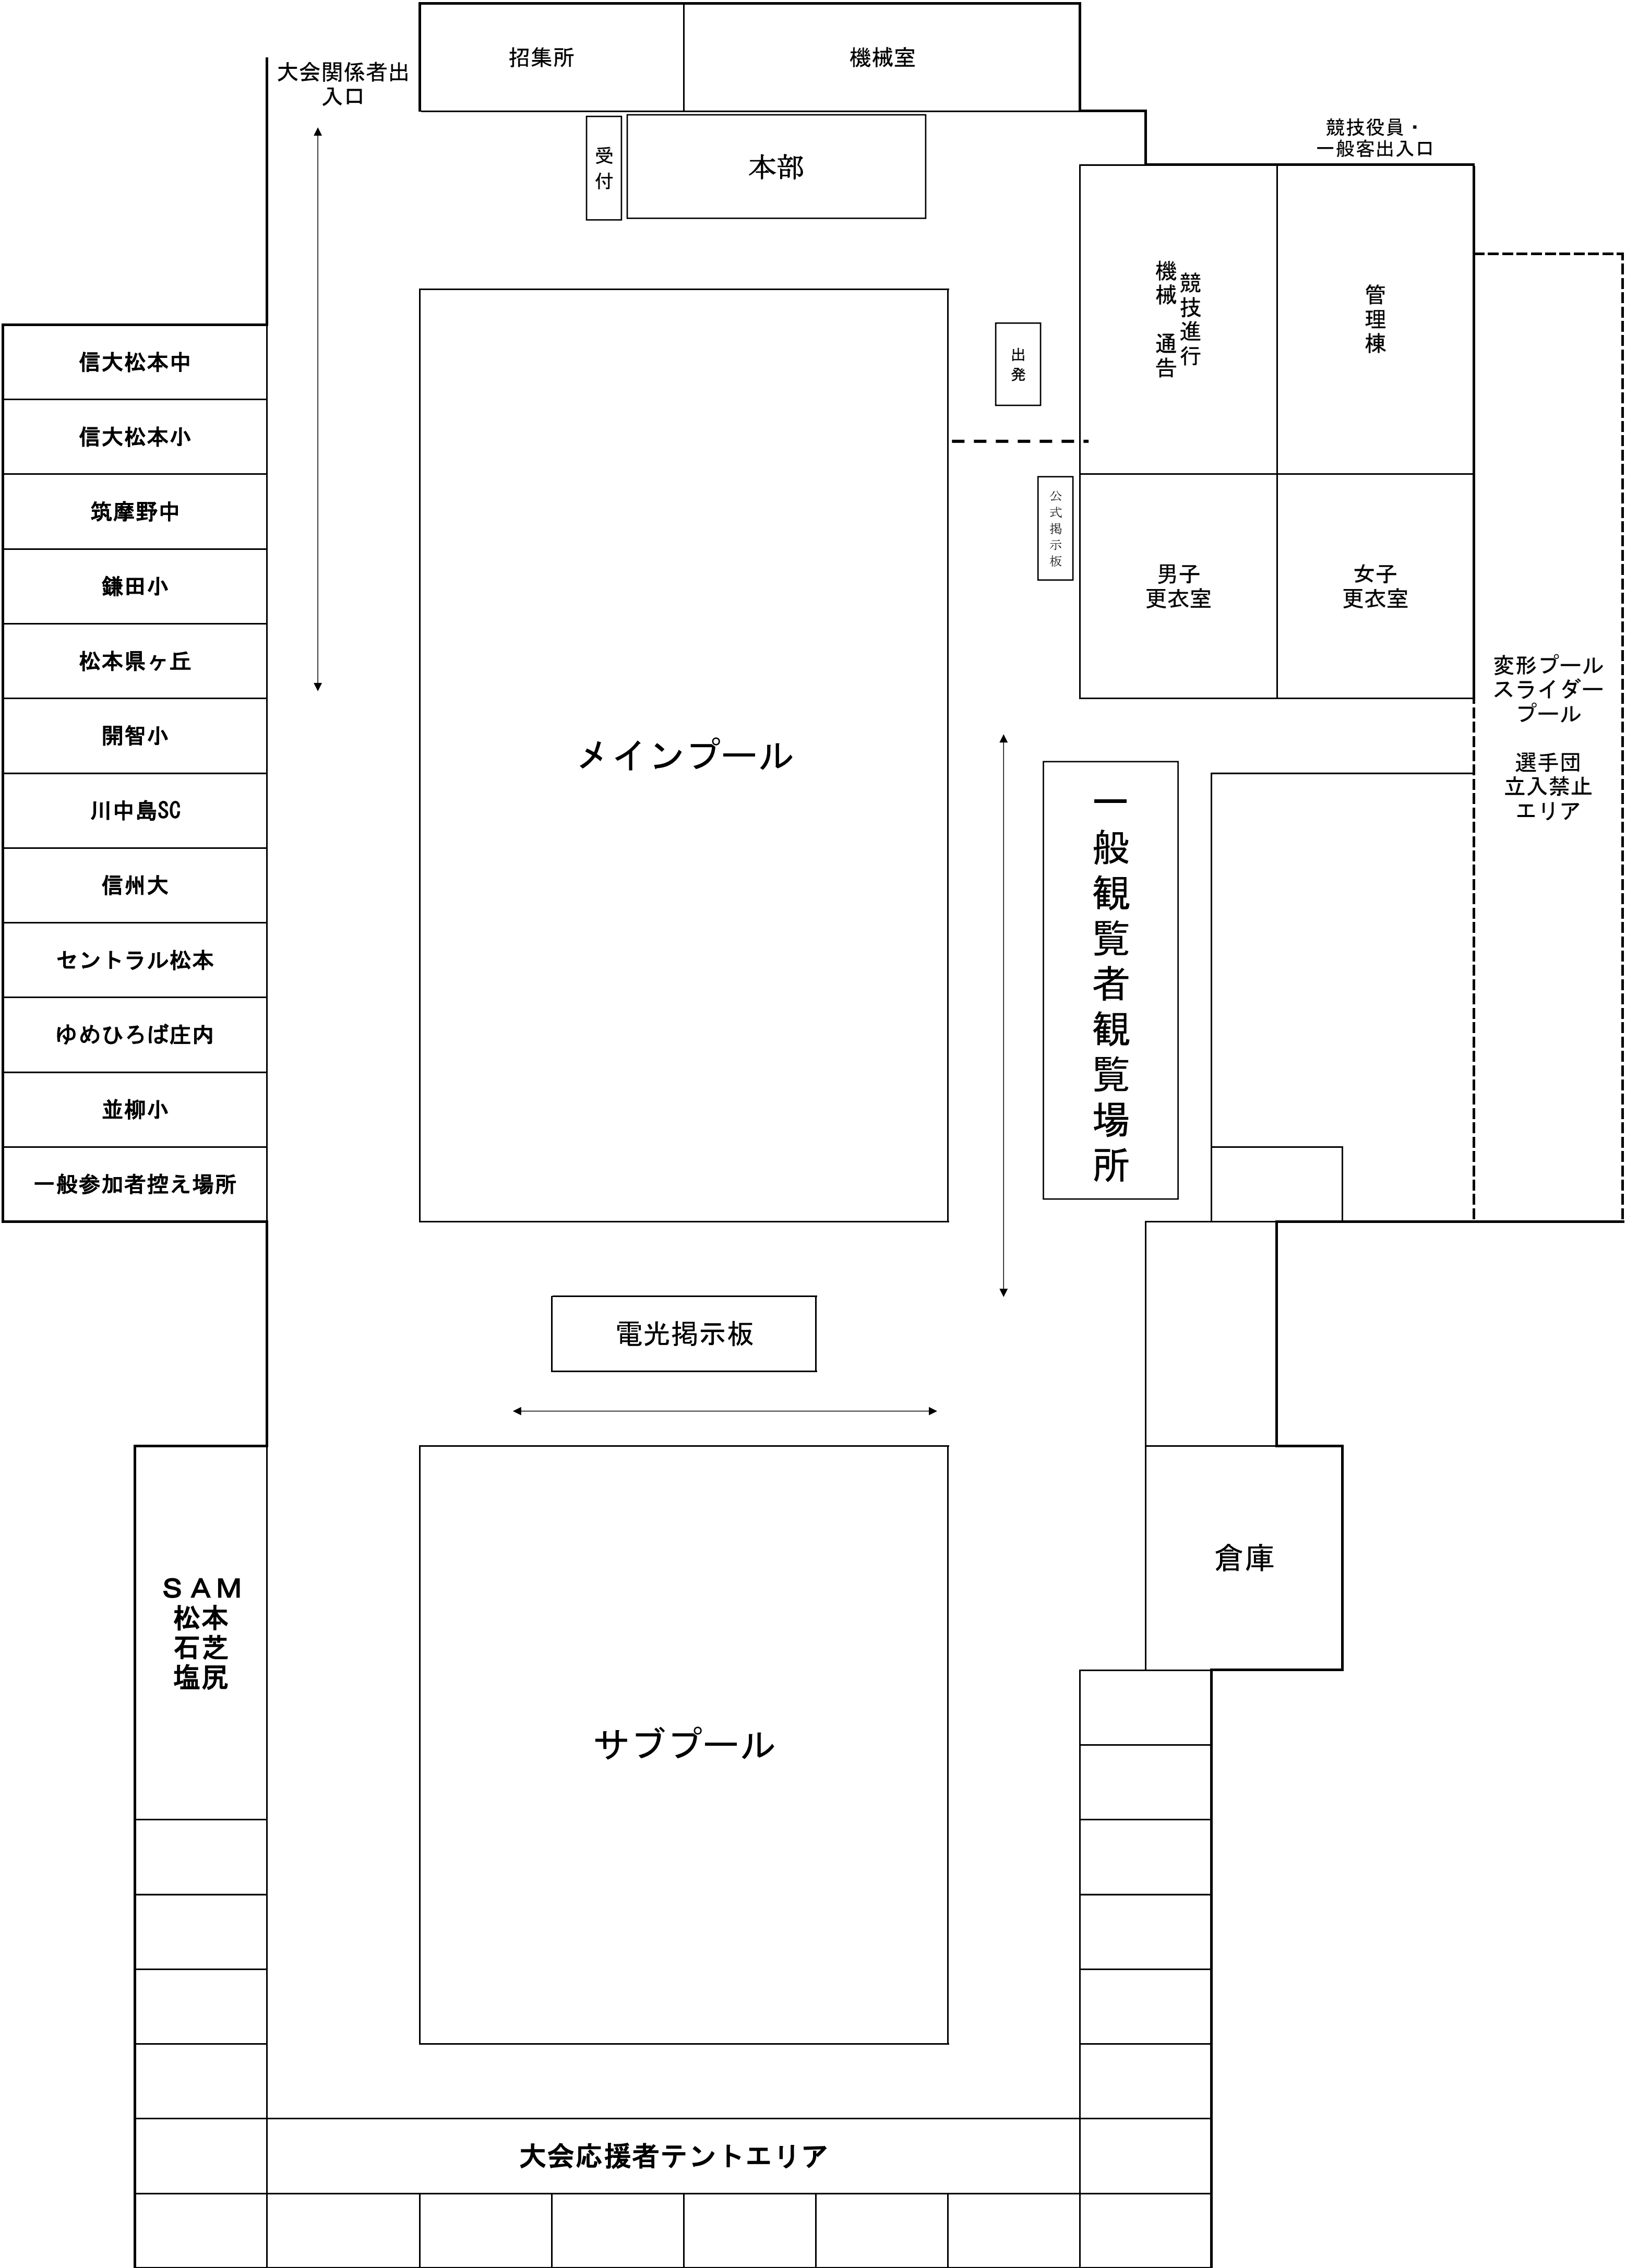 招集所
機械室
大会関係者出
入口
受付
本部
競技役員・
一般客出入口
競技進行
機械　通告
管理棟
出発
公式掲示板
男子
更衣室
女子
更衣室
変形プール
スライダー
プール
選手団
立入禁止
エリア
信大松本中
信大松本小
筑摩野中
鎌田小
松本県ヶ丘
開智小
川中島SC
信州大
セントラル松本
ゆめひろば庄内
並柳小
一般参加者控え場所
メインプール
一般観覧者観覧場所
電光掲示板
ＳＡＭ
松本
石芝
塩尻
サブプール
倉庫
大会応援者テントエリア